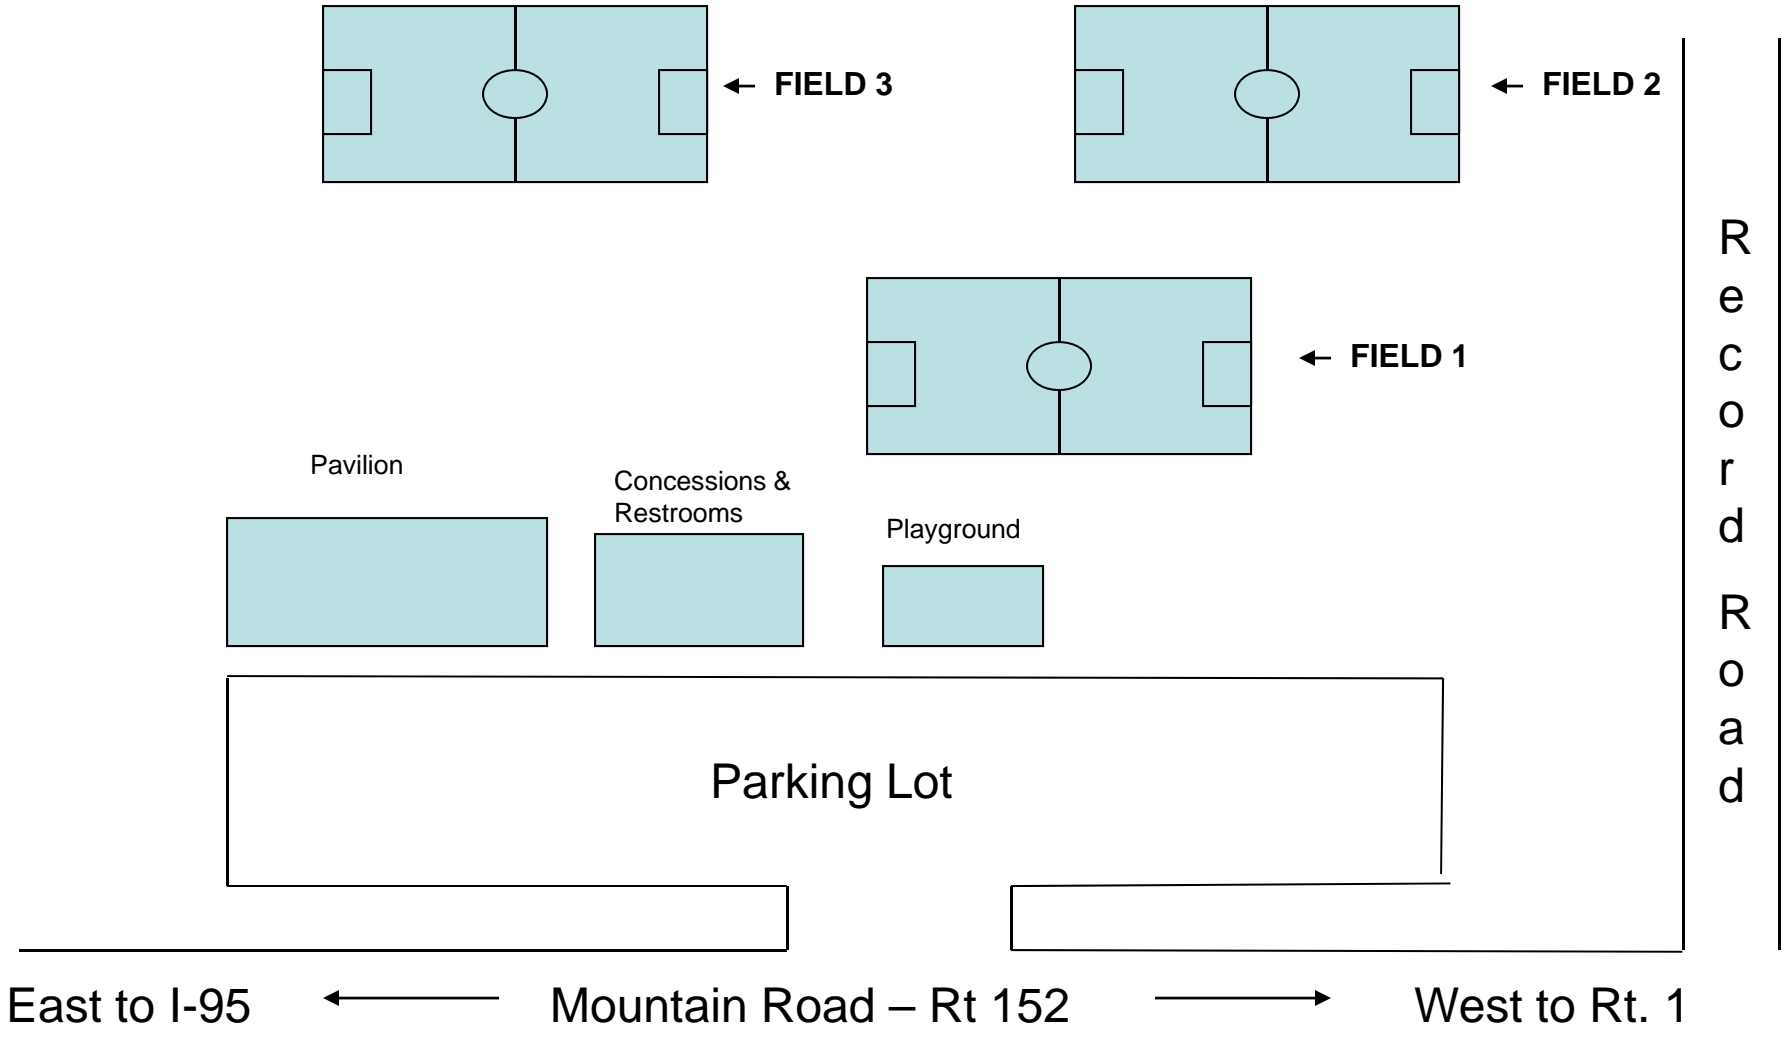 FIELD 3
FIELD 2
FIELD 1
Pavilion
Concessions &
Restrooms
Playground
Parking Lot
Record Road
East to I-95
Mountain Road – Rt 152
West to Rt. 1